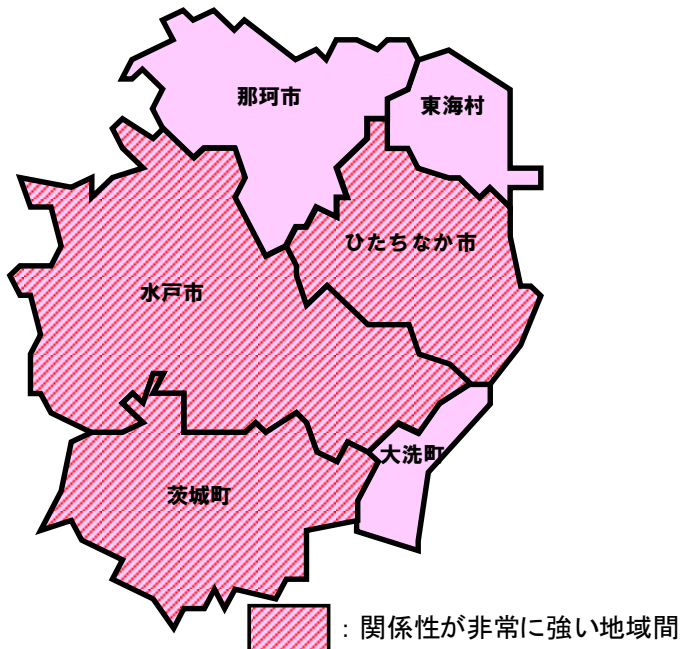 那珂市
東海村
ひたちなか市
水戸市
大洗町
茨城町
：関係性が非常に強い地域間